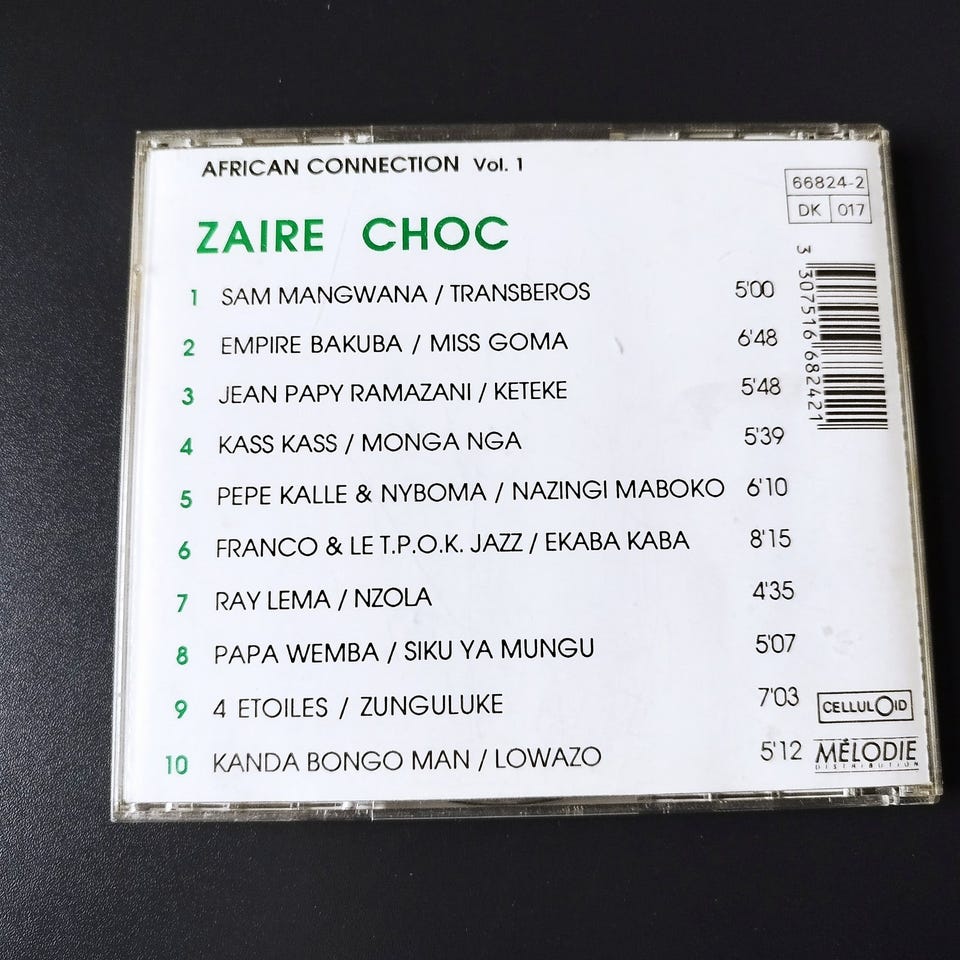 AFRICAN CONNECTION Vol. 1
66824-2
DK 017
ZAIRE CHOC
1 SAM MANGWANA / TRANSBEROS 5'00
2 EMPIRE BAKUBA / MISS GOMA 6'48
3 JEAN PAPY RAMAZANI / KETEKE 5'48
4 KASS KASS / MONGA NGA 5'39
5 PEPE KALLE & NYBOMA / NAZINGI MABOKO 6'10
6 FRANCO & LE T.P.O.K. JAZZ / EKABA KABA 8'15
7 RAY LEMA / NZOLA 4'35
8 PAPA WEMBA / SIKU YA MUNGU 5'07
9 4 ETOILES / ZUNGULUKE 7'03
10 KANDA BONGO MAN / LOWAZO 5'12
3 307516 682421
CELLULOID
MÉLODIE
DISTRIBUTION